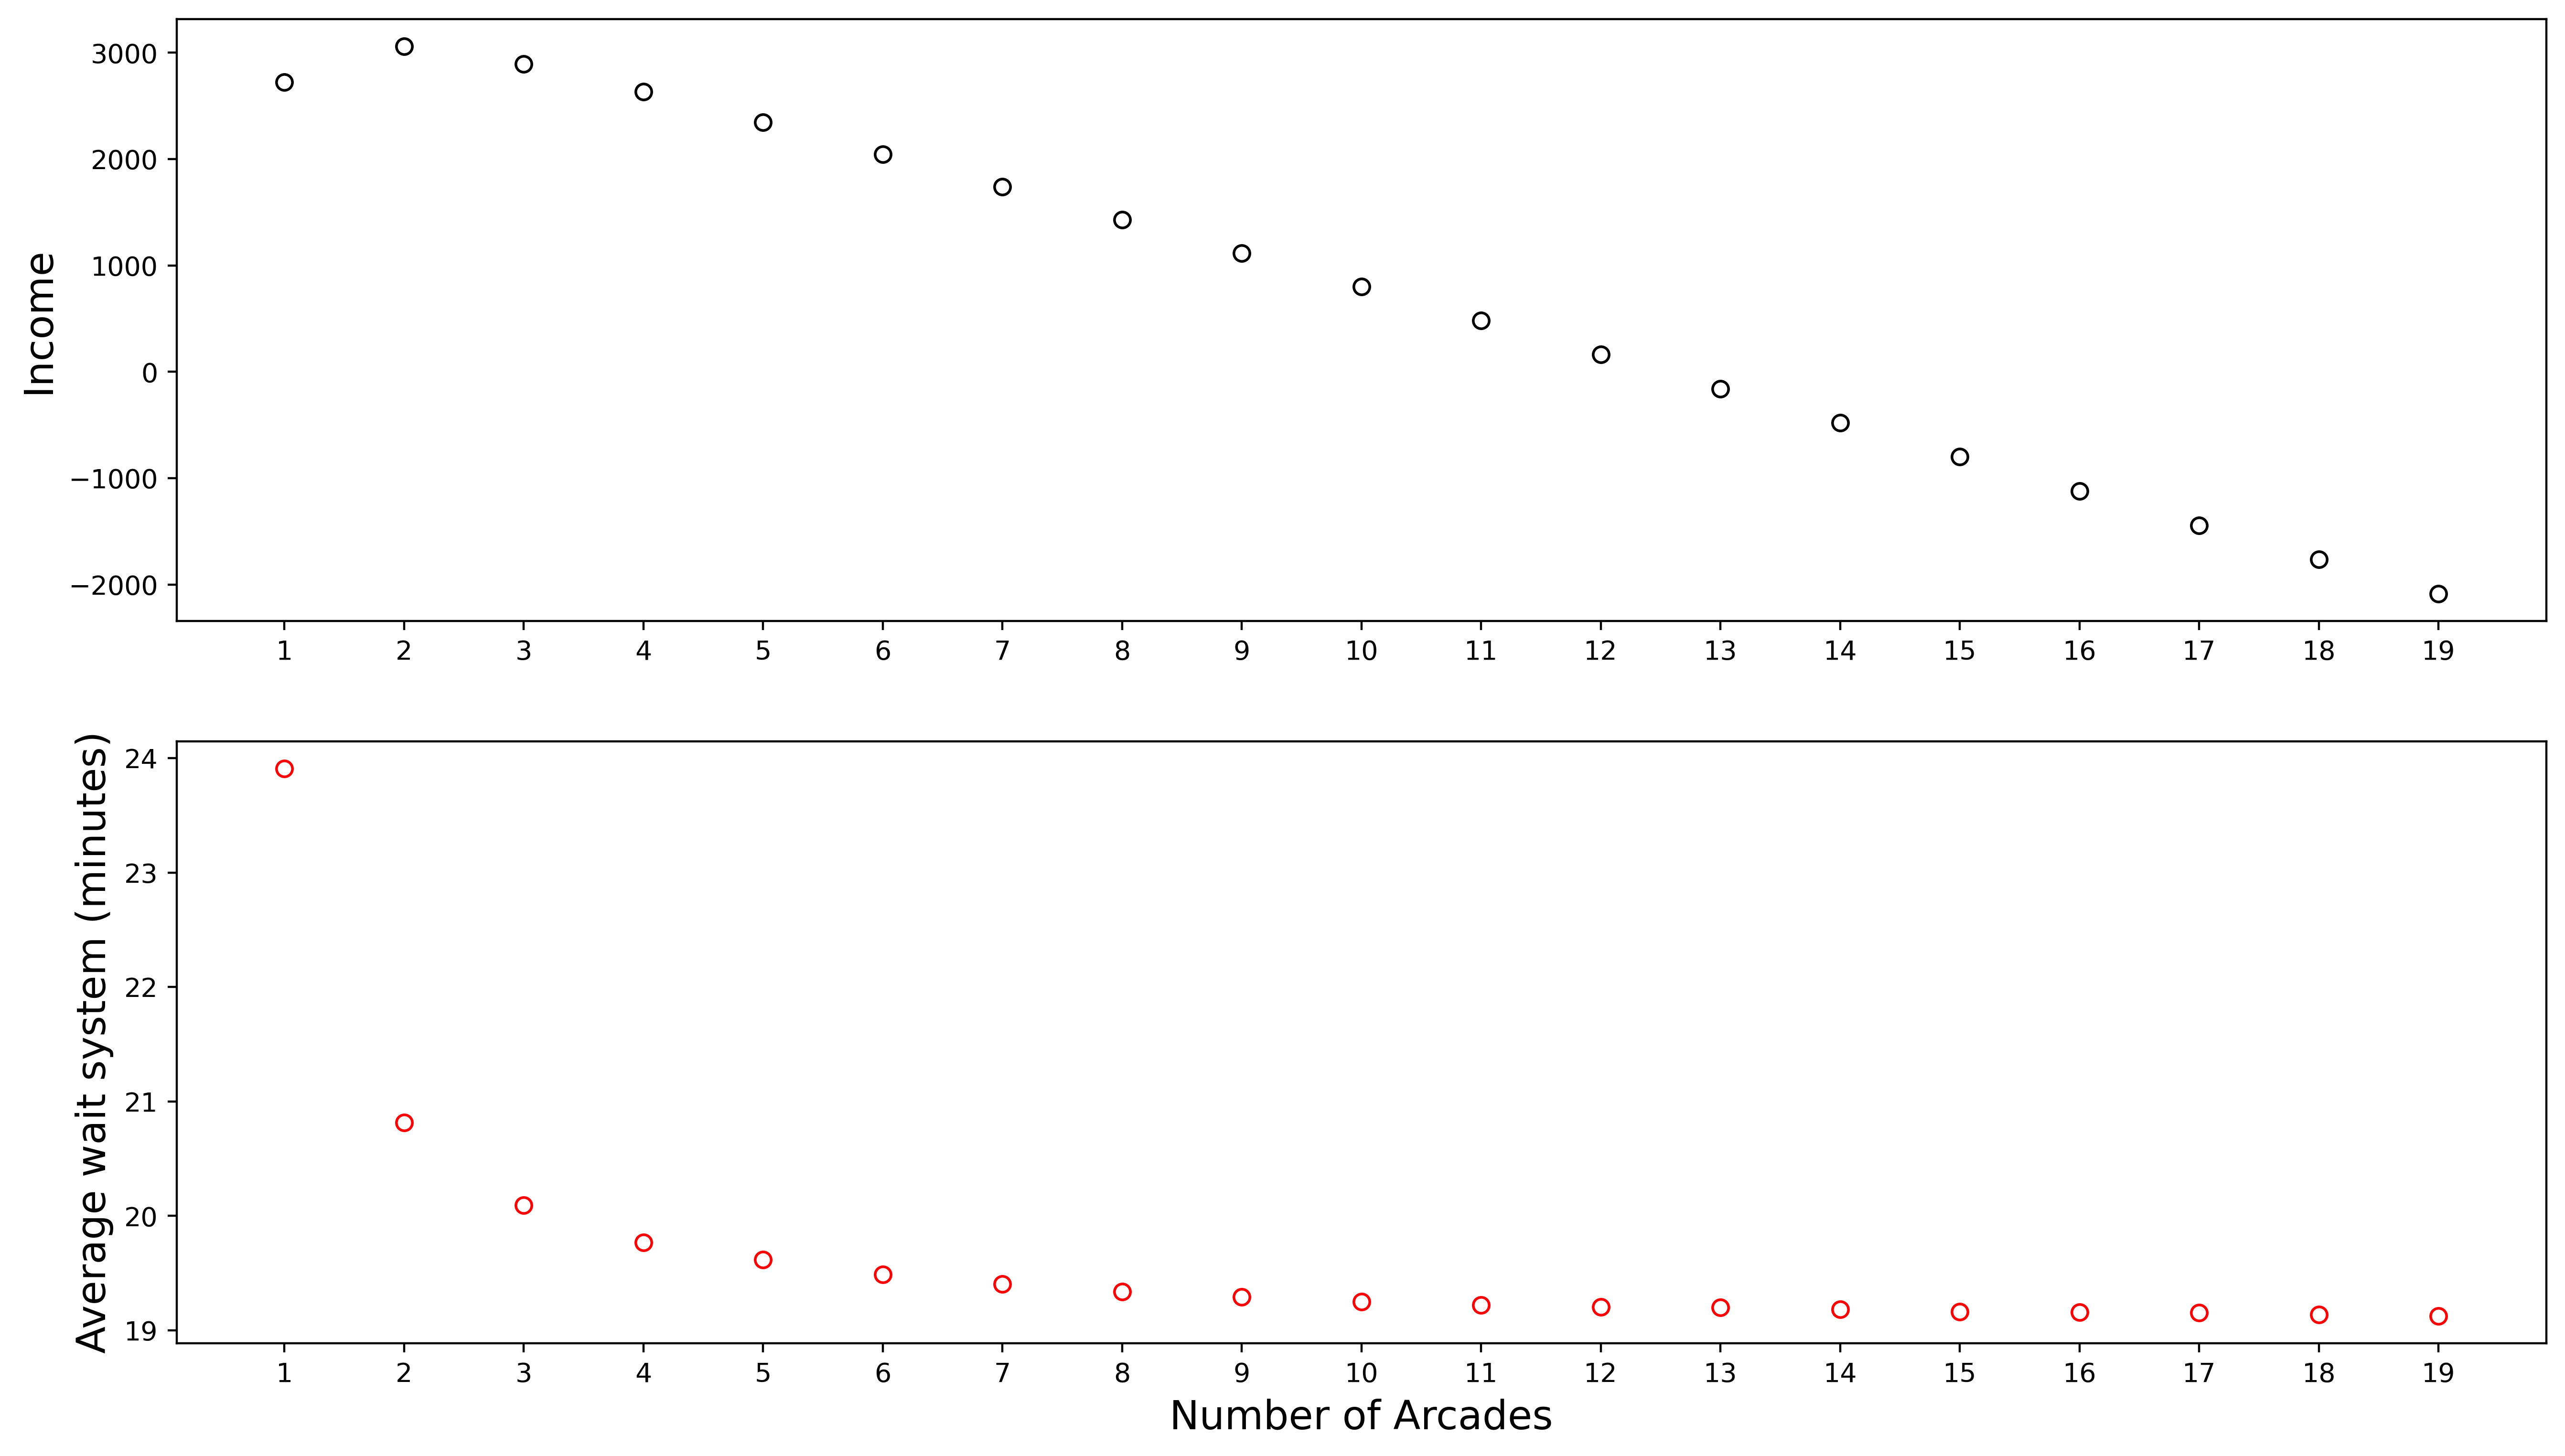 Income
3000
2000
1000
0
−1000
−2000
1 2 3 4 5 6 7 8 9 10 11 12 13 14 15 16 17 18 19
Average wait system (minutes)
24
23
22
21
20
19
1 2 3 4 5 6 7 8 9 10 11 12 13 14 15 16 17 18 19
Number of Arcades